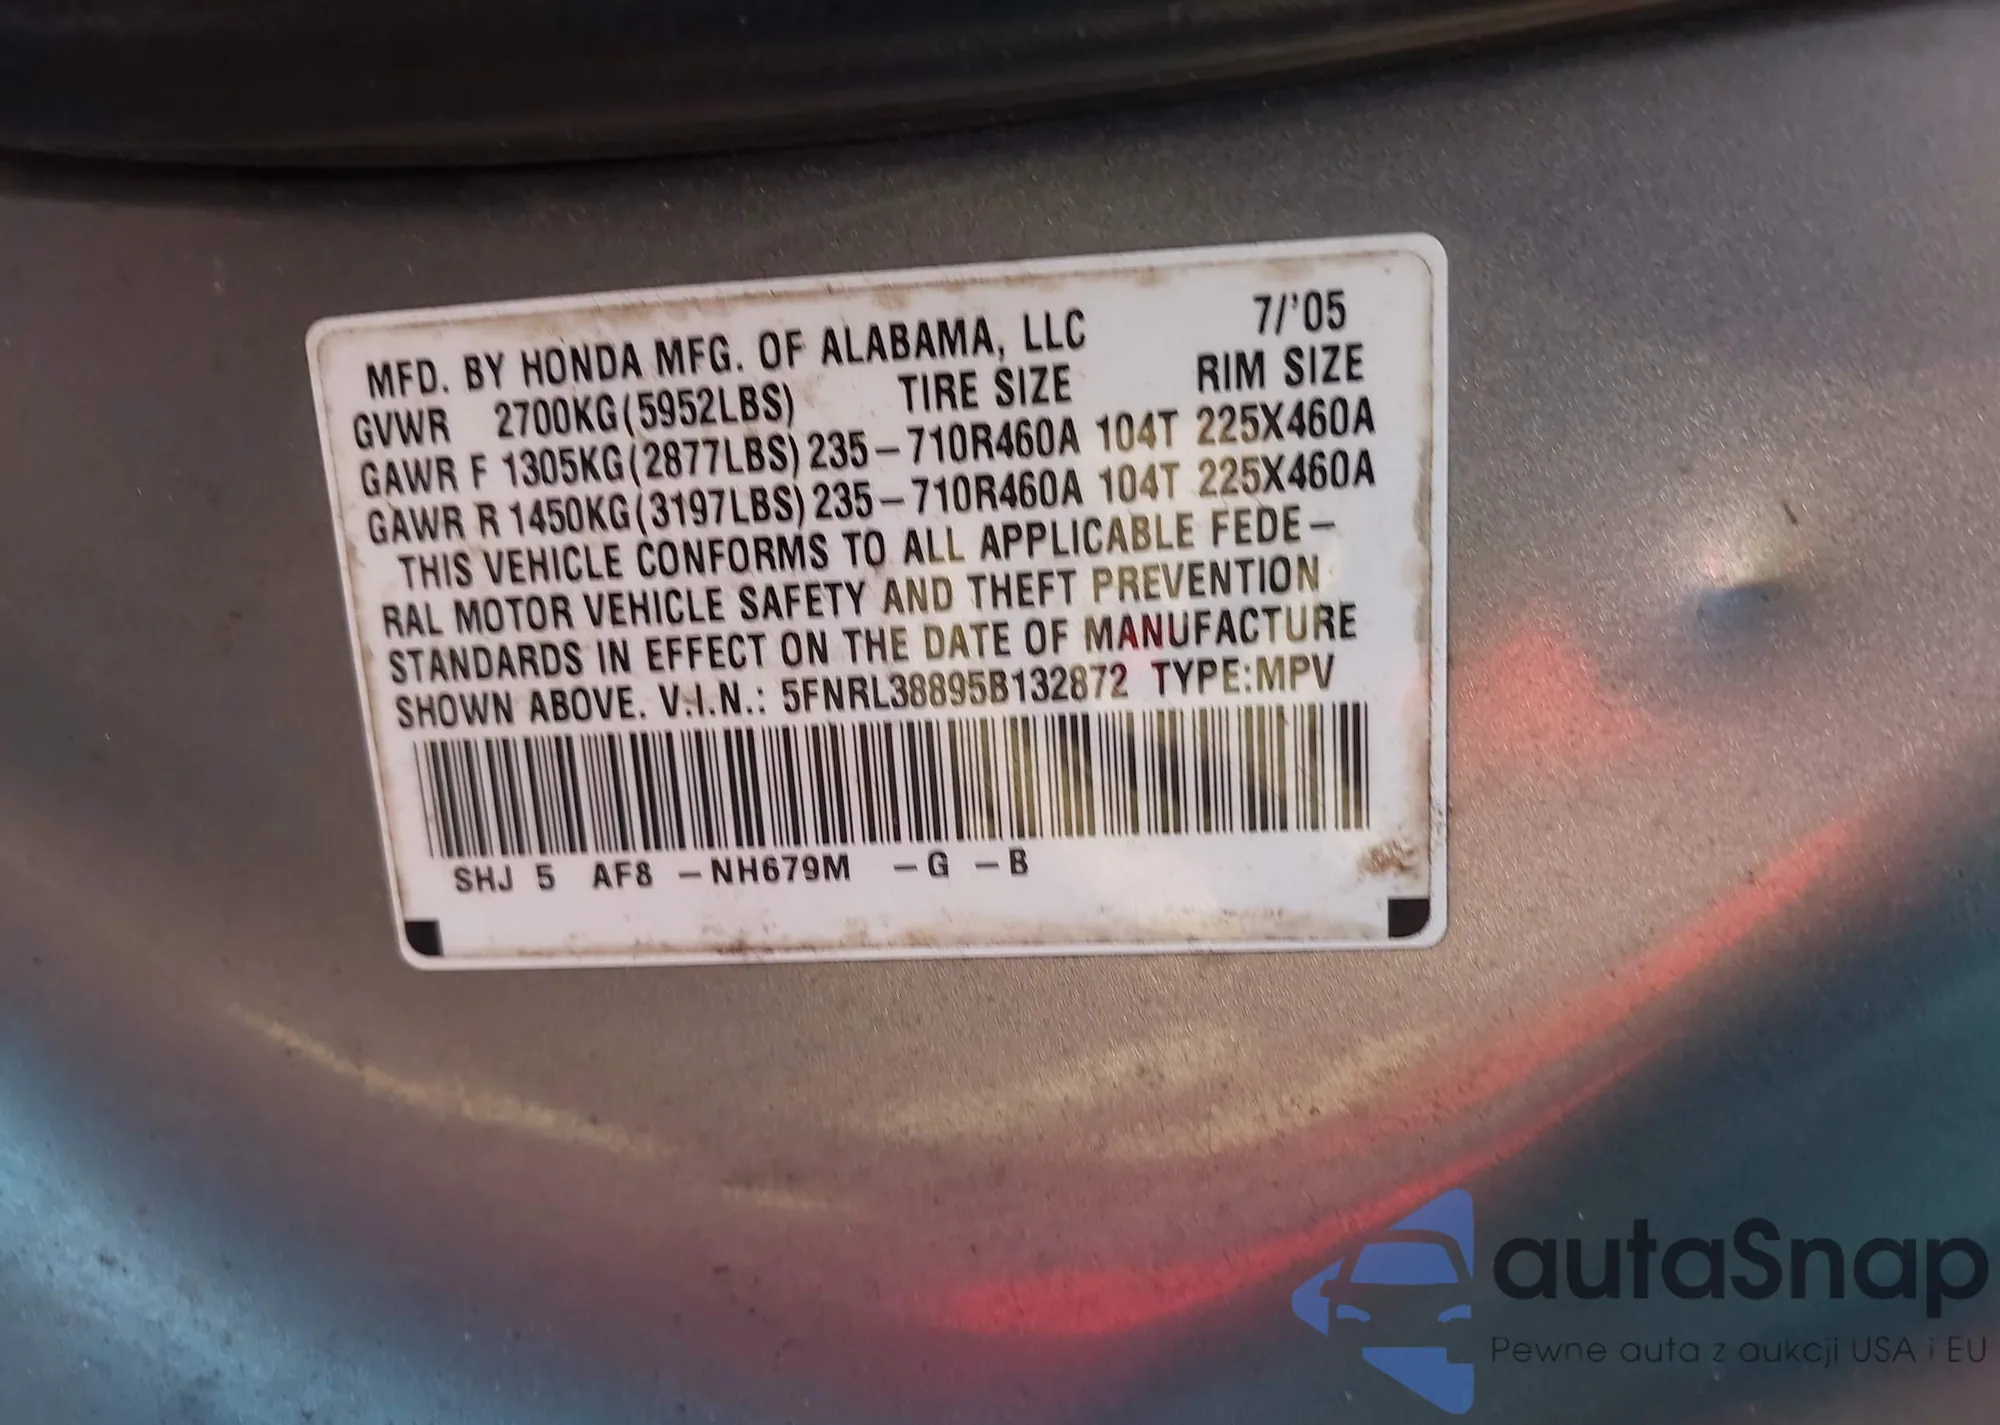 MFD. BY HONDA MFG. OF ALABAMA, LLC 7/'05
GVWR 2700KG(5952LBS) TIRE SIZE RIM SIZE
GAWR F 1305KG(2877LBS) 235–710R460A 104T 225X460A
GAWR R 1450KG(3197LBS) 235–710R460A 104T 225X460A
THIS VEHICLE CONFORMS TO ALL APPLICABLE FEDE–
RAL MOTOR VEHICLE SAFETY AND THEFT PREVENTION
STANDARDS IN EFFECT ON THE DATE OF MANUFACTURE
SHOWN ABOVE. V.I.N.: 5FNRL38895B132872 TYPE:MPV
SHJ 5 AF8 –NH679M –G –B
autaSnap
Pewne auta z aukcji USA i EU